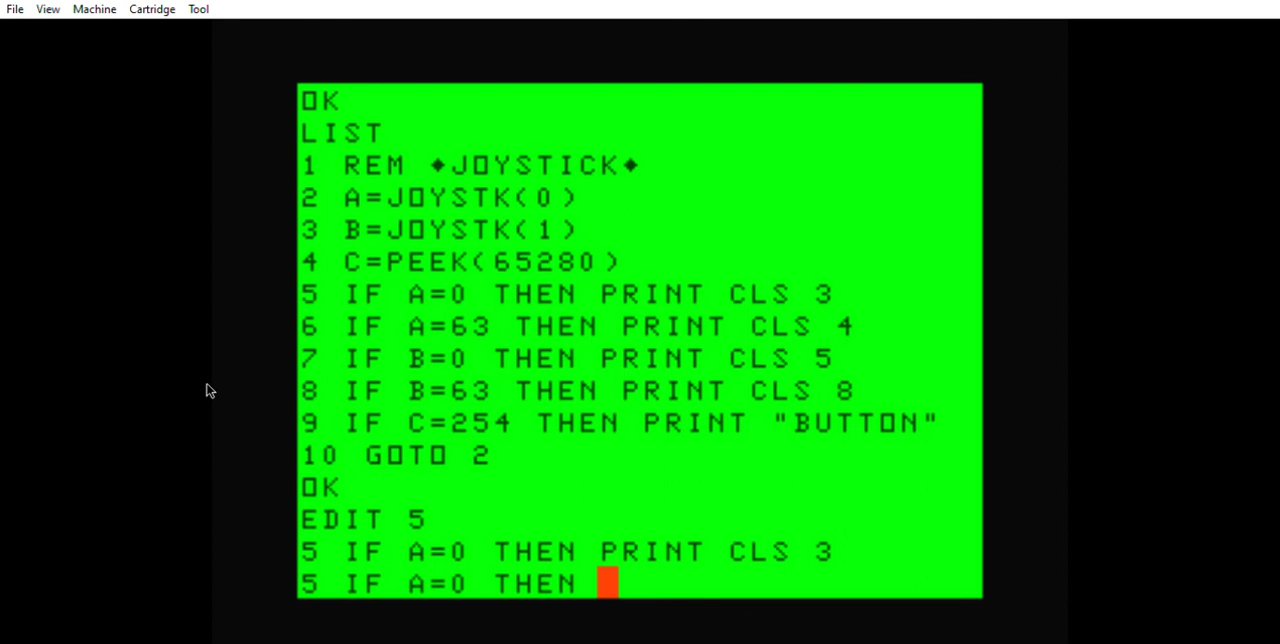 File View Machine Cartridge Tool
OK
LIST
1 REM ♦JOYSTICK♦
2 A=JOYSTK(0)
3 B=JOYSTK(1)
4 C=PEEK(65280)
5 IF A=0 THEN PRINT CLS 3
6 IF A=63 THEN PRINT CLS 4
7 IF B=0 THEN PRINT CLS 5
8 IF B=63 THEN PRINT CLS 8
9 IF C=254 THEN PRINT "BUTTON"
10 GOTO 2
OK
EDIT 5
5 IF A=0 THEN PRINT CLS 3
5 IF A=0 THEN